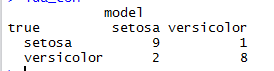 model
true setosa versicolor
setosa 9 1
versicolor 2 8